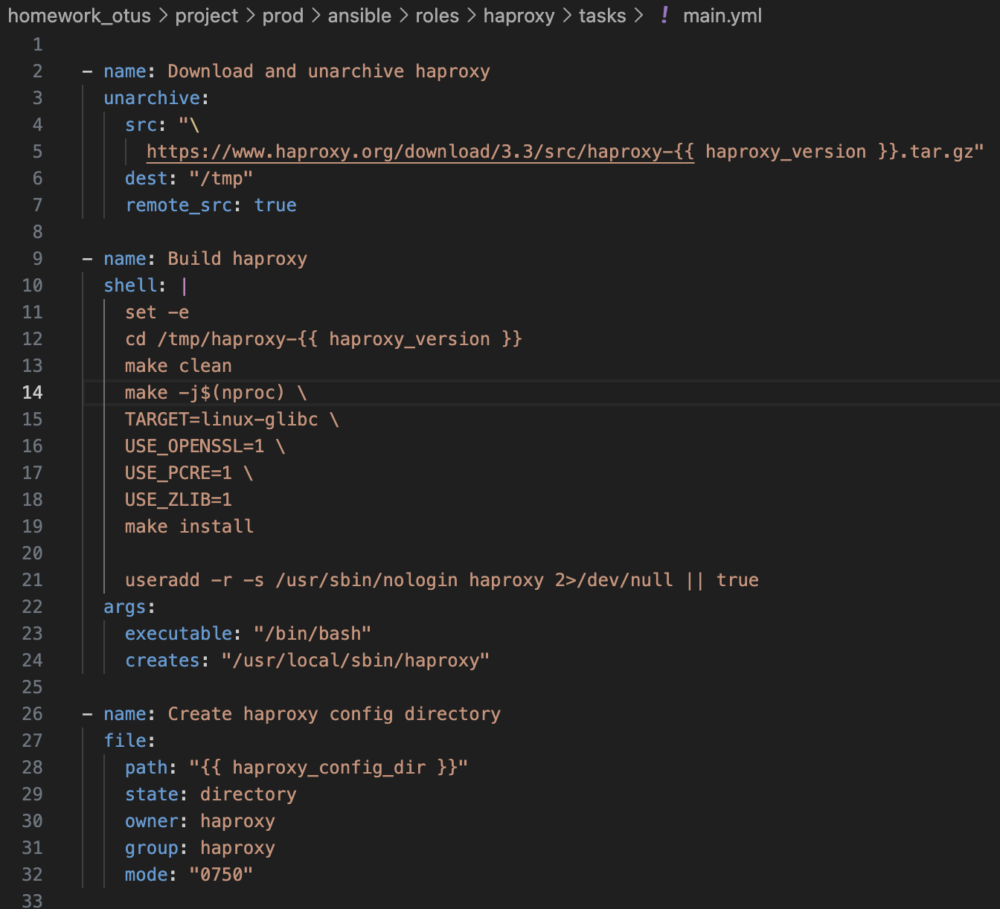 homework_otus > project > prod > ansible > roles > haproxy > tasks > ! main.yml
1
2 - name: Download and unarchive haproxy
3   unarchive:
4     src: "\
5       https://www.haproxy.org/download/3.3/src/haproxy-{{ haproxy_version }}.tar.gz"
6     dest: "/tmp"
7     remote_src: true
8
9 - name: Build haproxy
10   shell: |
11     set -e
12     cd /tmp/haproxy-{{ haproxy_version }}
13     make clean
14     make -j$(nproc) \
15     TARGET=linux-glibc \
16     USE_OPENSSL=1 \
17     USE_PCRE=1 \
18     USE_ZLIB=1
19     make install
20
21     useradd -r -s /usr/sbin/nologin haproxy 2>/dev/null || true
22   args:
23     executable: "/bin/bash"
24     creates: "/usr/local/sbin/haproxy"
25
26 - name: Create haproxy config directory
27   file:
28     path: "{{ haproxy_config_dir }}"
29     state: directory
30     owner: haproxy
31     group: haproxy
32     mode: "0750"
33